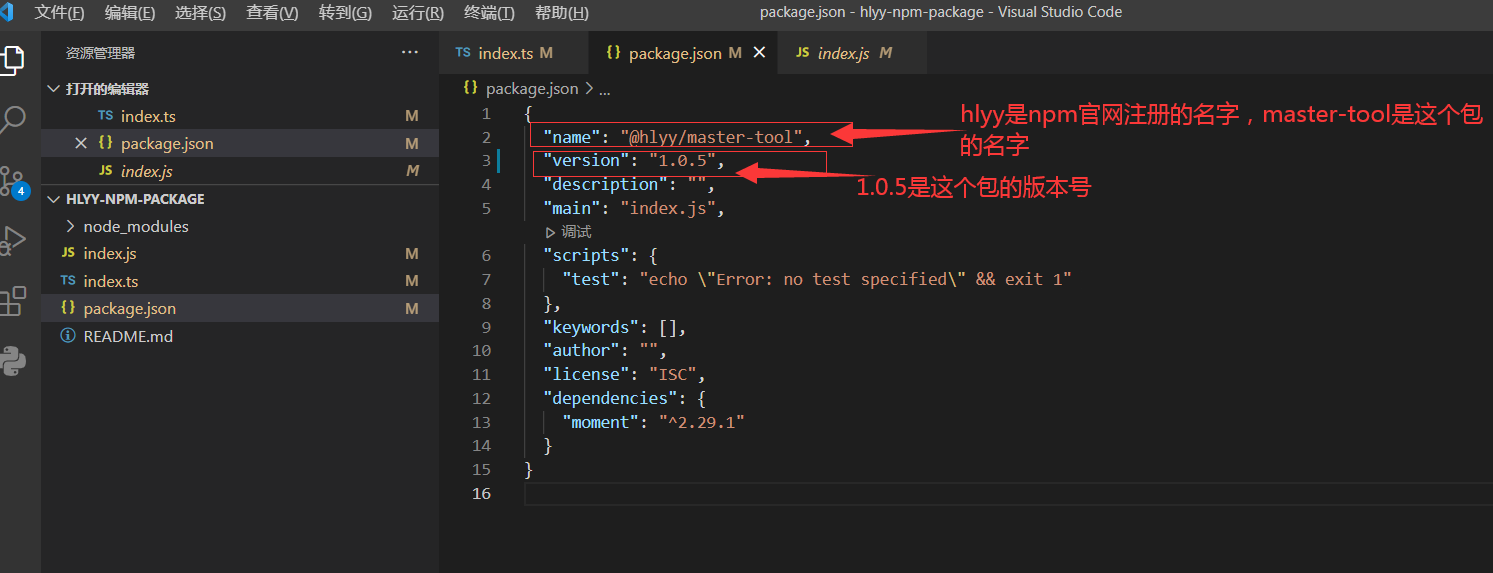 文件(F) 编辑(E) 选择(S) 查看(V) 转到(G) 运行(R) 终端(T) 帮助(H) package.json - hlyy-npm-package - Visual Studio Code
资源管理器 ···
打开的编辑器
TS index.ts M
{} package.json M
JS index.js M
HLYY-NPM-PACKAGE
node_modules
JS index.js M
TS index.ts M
{} package.json M
README.md
4
TS index.ts M {} package.json M × JS index.js M
{} package.json > ...
1 {
2 "name": "@hlyy/master-tool",
3 "version": "1.0.5",
4 "description": "",
5 "main": "index.js",
调试
6 "scripts": {
7 "test": "echo \"Error: no test specified\" && exit 1"
8 },
9 "keywords": [],
10 "author": "",
11 "license": "ISC",
12 "dependencies": {
13 "moment": "^2.29.1"
14 }
15 }
16
hlyy是npm官网注册的名字，master-tool是这个包
的名字
1.0.5是这个包的版本号